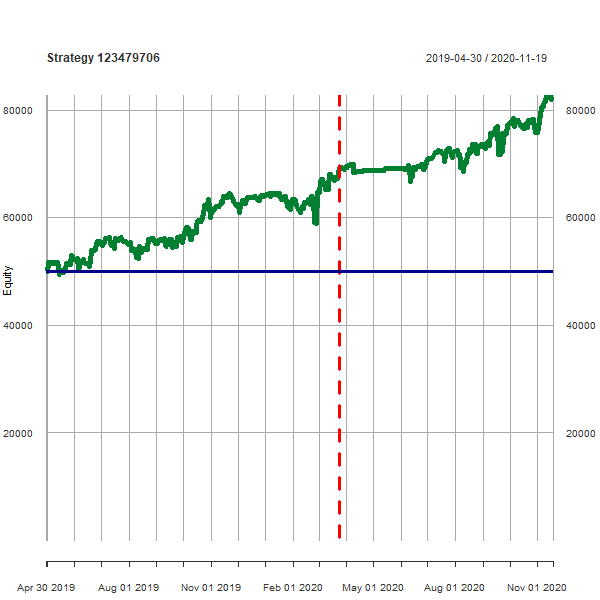 Strategy 123479706
2019-04-30 / 2020-11-19
80000
80000
60000
60000
Equity
40000
40000
20000
20000
Apr 30 2019
Aug 01 2019
Nov 01 2019
Feb 01 2020
May 01 2020
Aug 01 2020
Nov 01 2020